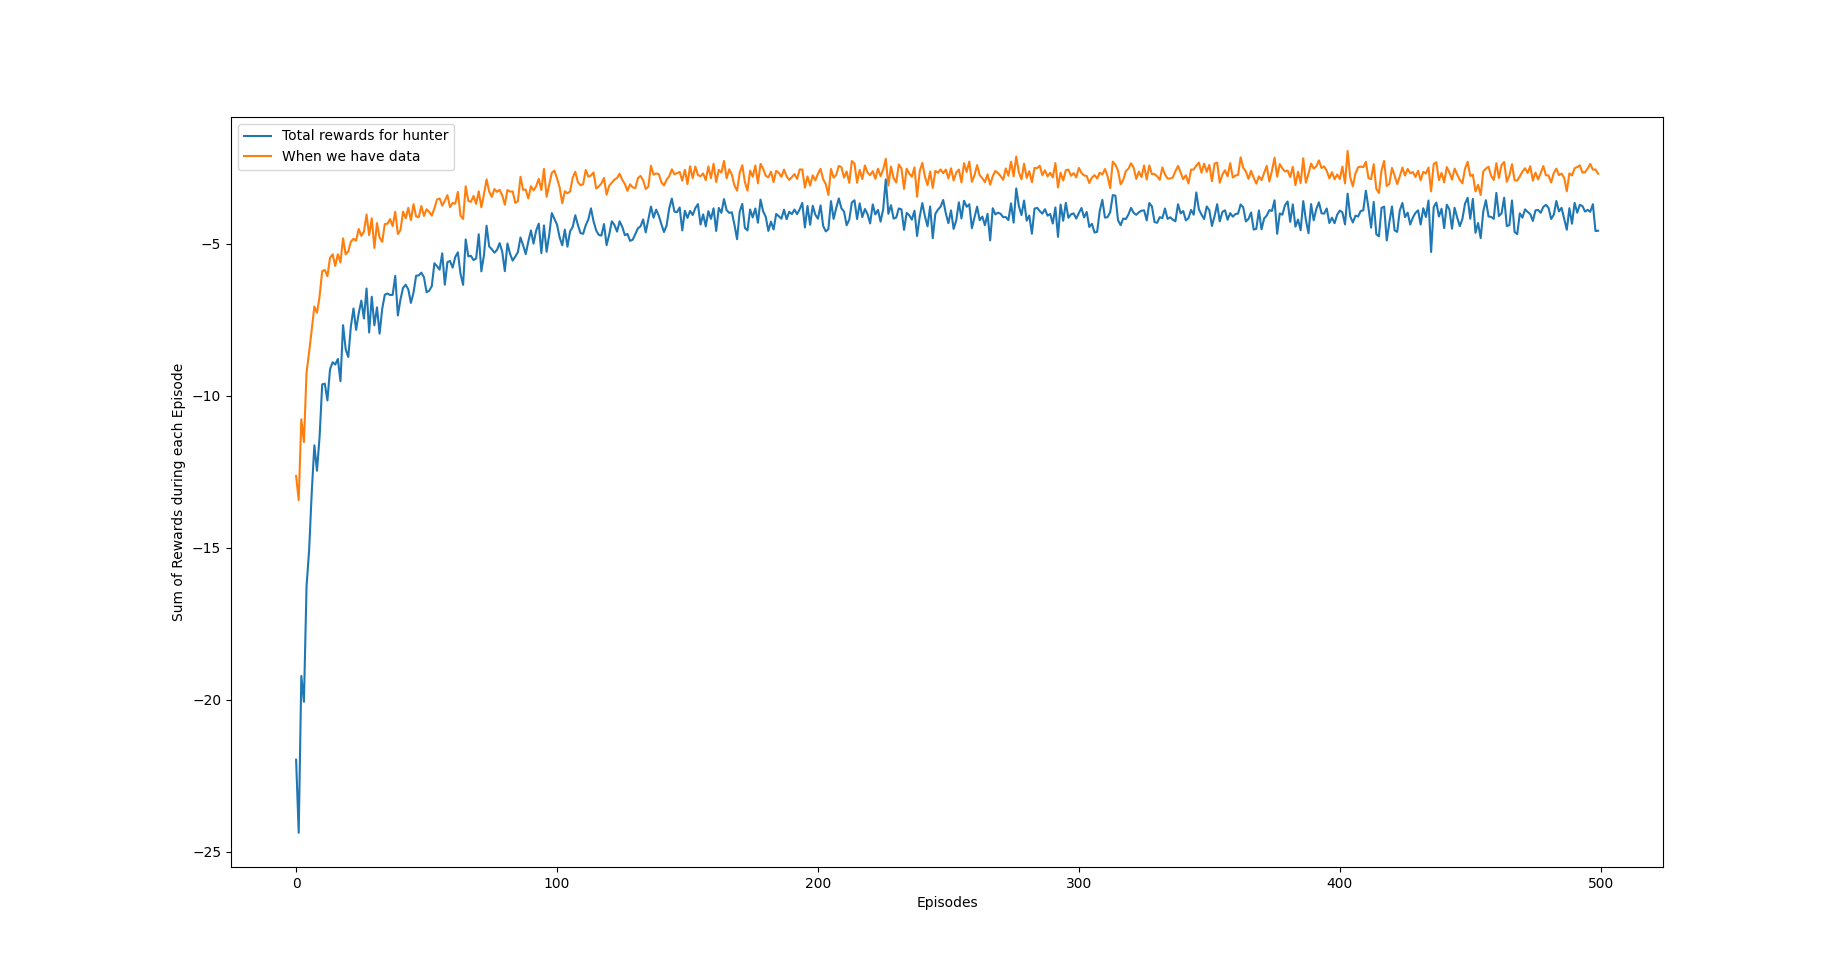 Total rewards for hunter
When we have data
Sum of Rewards during each Episode
−5
−10
−15
−20
−25
0 100 200 300 400 500
Episodes